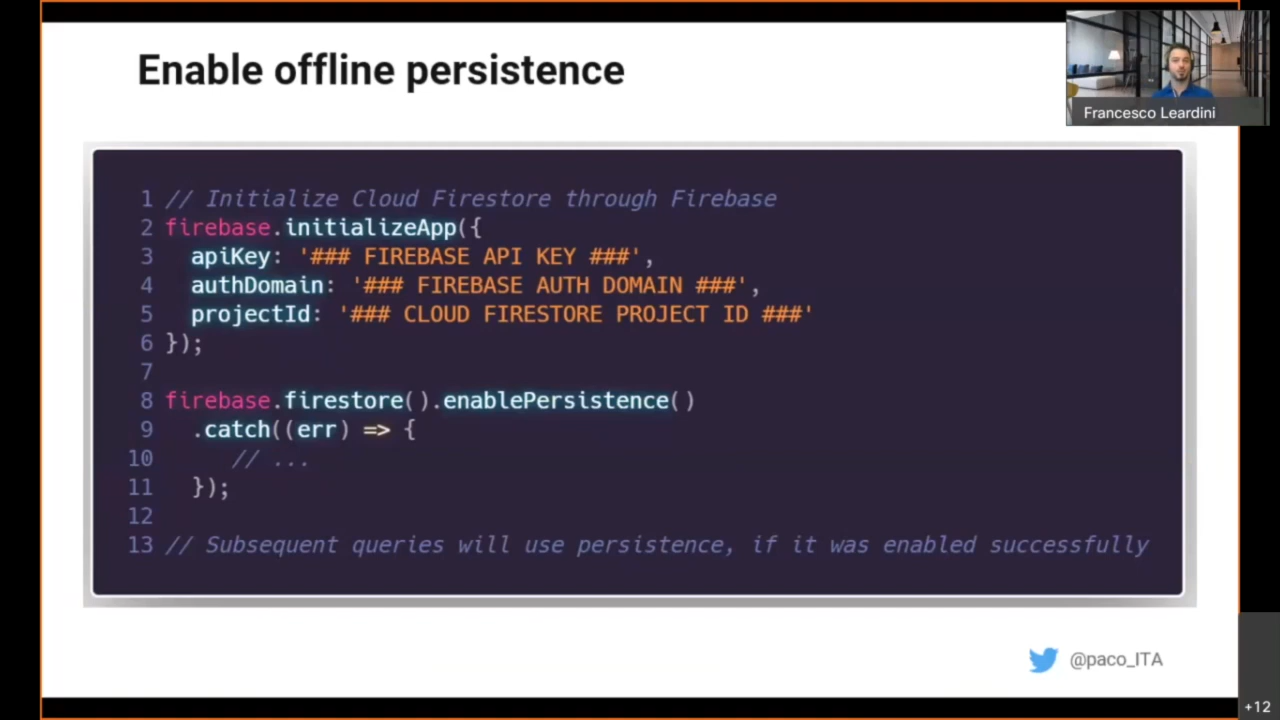 Enable offline persistence
Francesco Leardini
1 // Initialize Cloud Firestore through Firebase
2 firebase.initializeApp({
3 apiKey: '### FIREBASE API KEY ###',
4 authDomain: '### FIREBASE AUTH DOMAIN ###',
5 projectId: '### CLOUD FIRESTORE PROJECT ID ###'
6 });
7
8 firebase.firestore().enablePersistence()
9 .catch((err) => {
10 // ...
11 });
12
13 // Subsequent queries will use persistence, if it was enabled successfully
@paco_ITA
+12